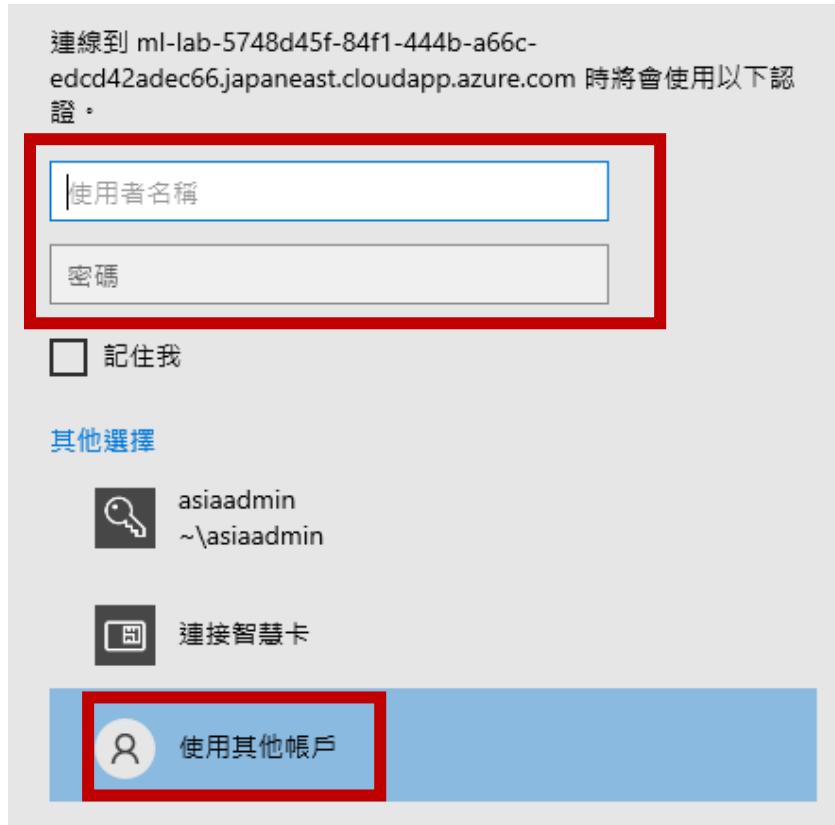 連線到 ml-lab-5748d45f-84f1-444b-a66c-
edcd42adec66.japaneast.cloudapp.azure.com 時將會使用以下認
證。
使用者名稱
密碼
記住我
其他選擇
asiaadmin
~\asiaadmin
連接智慧卡
使用其他帳戶